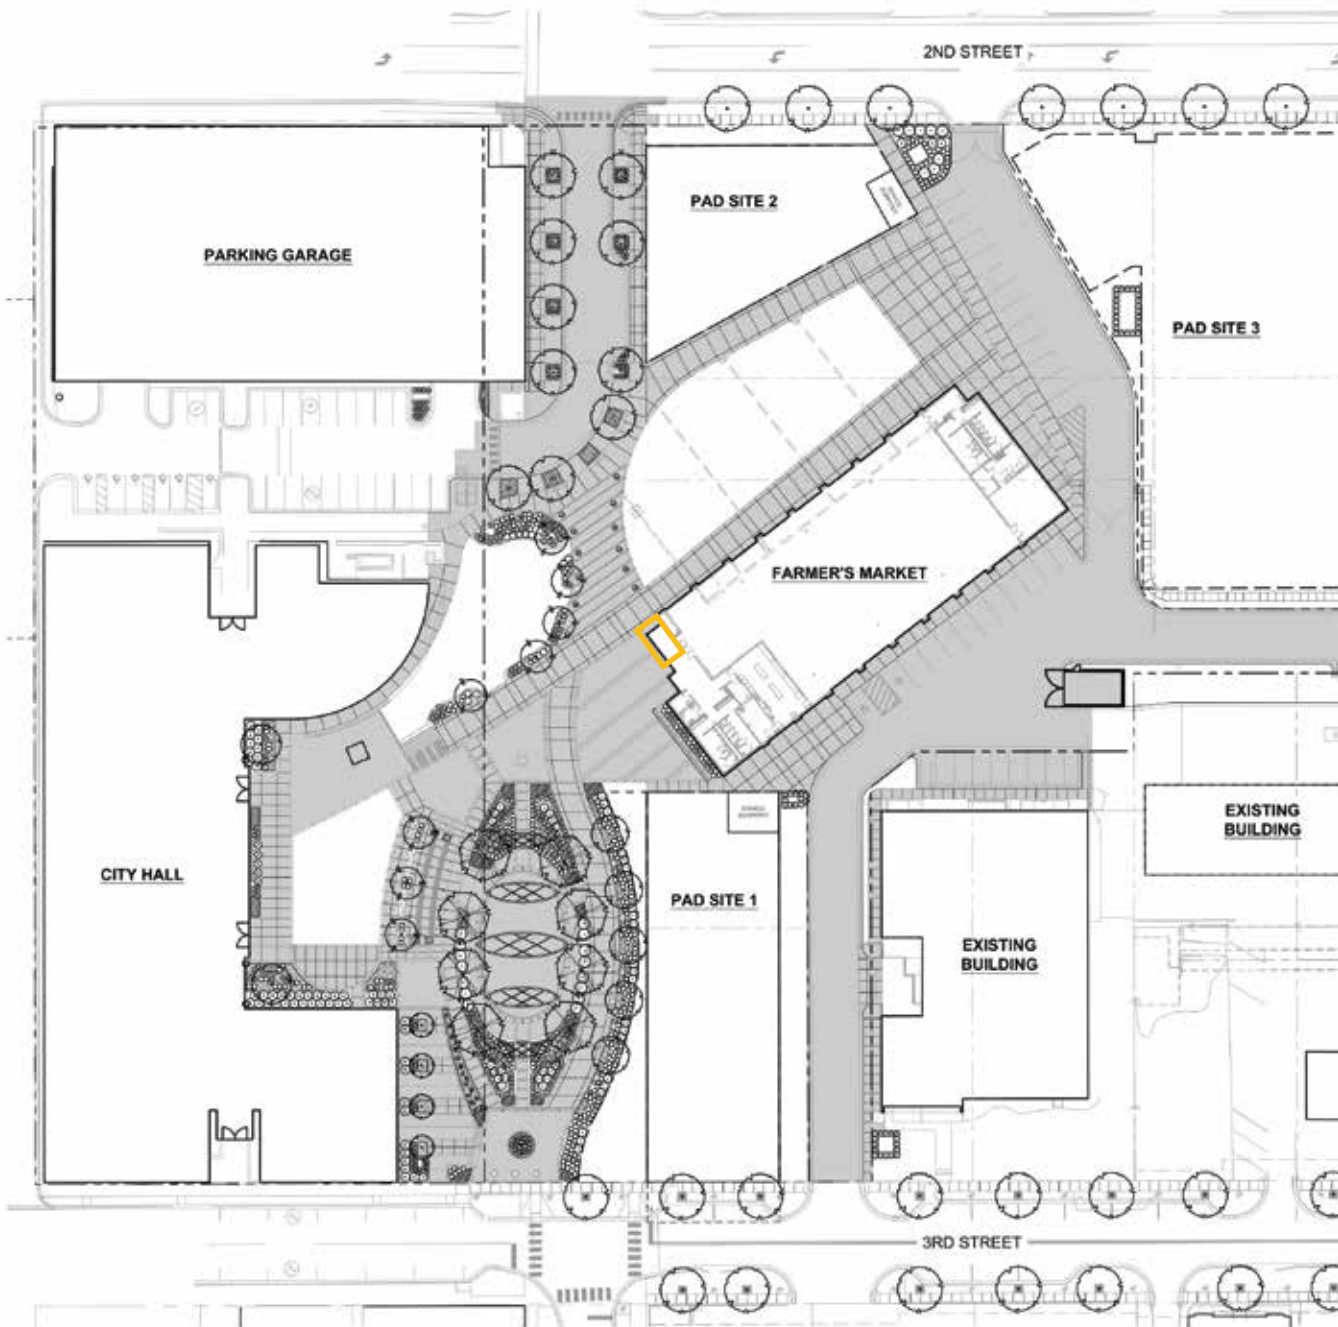 2ND STREET
PAD SITE 2
PARKING GARAGE
PAD SITE 3
FARMER'S MARKET
EXISTING
BUILDING
CITY HALL
PAD SITE 1
EXISTING
BUILDING
3RD STREET